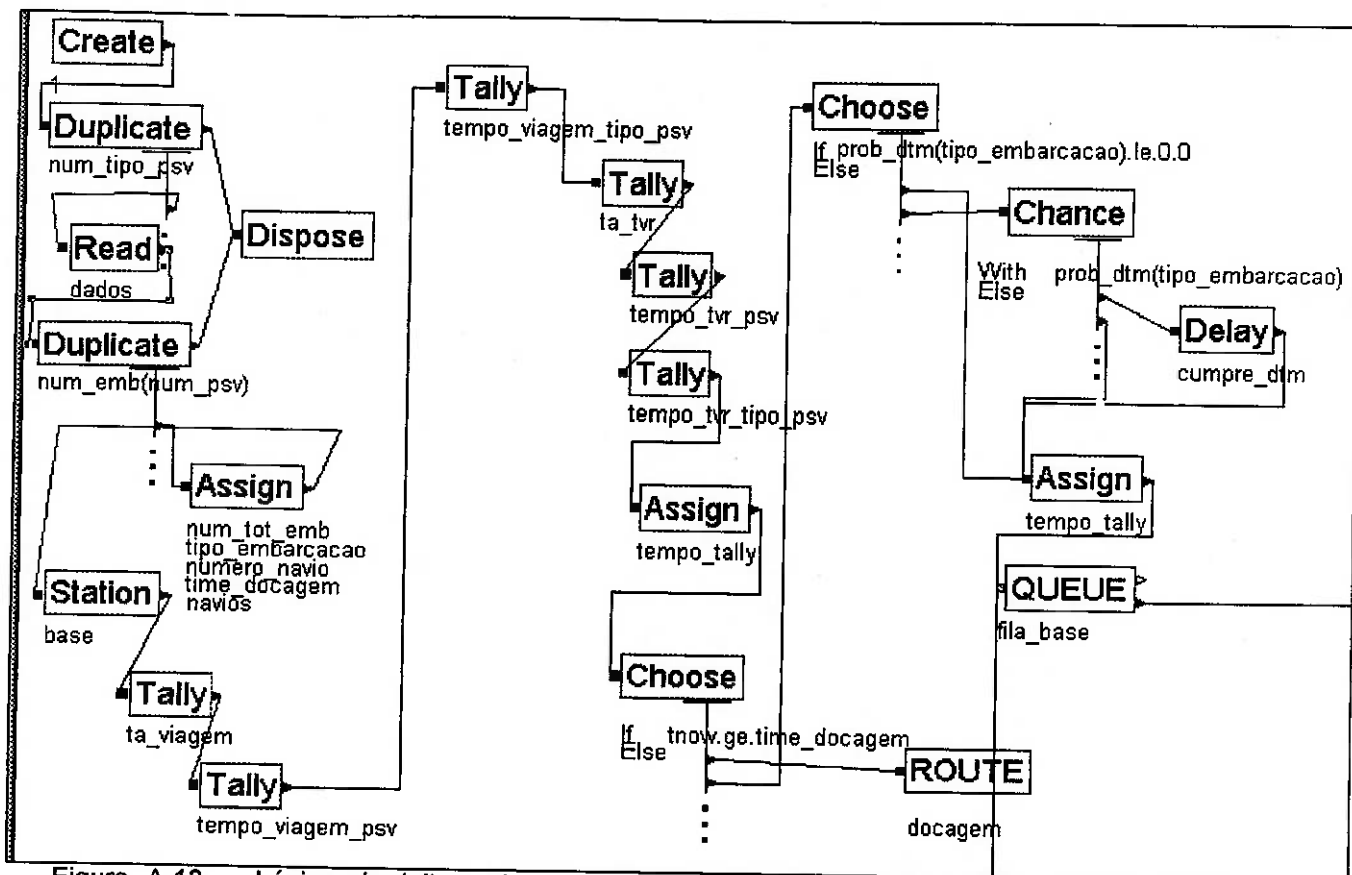 Create
1
Duplicate
num_tipo_psv
Read
dados
Dispose
Duplicate
num_emb(num_psv)
Assign
num_tot_emb
tipo_embarcacao
numero_navio
time_docagem
navios
Station
base
Tally
ta_viagem
Tally
tempo_viagem_psv
Tally
tempo_viagem_tipo_psv
Tally
ta_tvr
Tally
tempo_tvr_psv
Tally
tempo_tvr_tipo_psv
Assign
tempo_tally
Choose
If tnow.ge.time_docagem
Else
ROUTE
docagem
Choose
If prob_dtm(tipo_embarcacao).le.0.0
Else
Chance
With prob_dtm(tipo_embarcacao)
Else
Delay
cumpre_dtm
Assign
tempo_tally
QUEUE
fila_base
Figura A.18